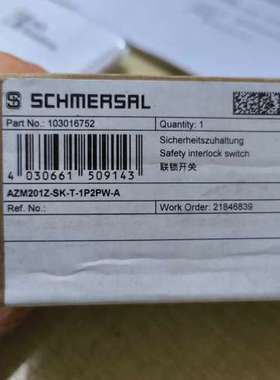 SCHMERSAL
Part No.: 103016752
Quantity: 1
4 030661 509143
Sicherheitszuhaltung
Safety interlock switch
联锁开关
AZM201Z-SK-T-1P2PW-A
Ref No.:
Work Order: 21846839